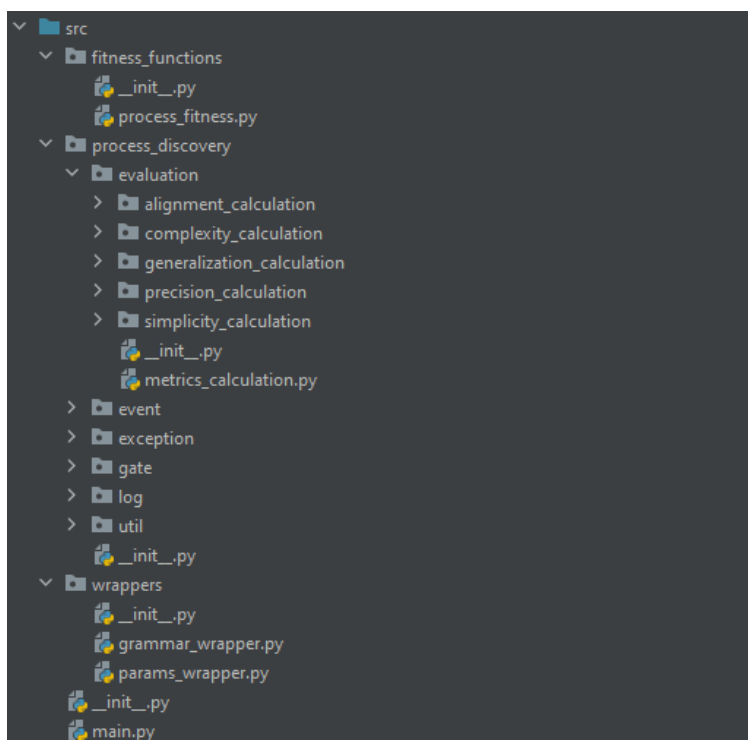 src
fitness_functions
__init__.py
process_fitness.py
process_discovery
evaluation
alignment_calculation
complexity_calculation
generalization_calculation
precision_calculation
simplicity_calculation
__init__.py
metrics_calculation.py
event
exception
gate
log
util
__init__.py
wrappers
__init__.py
grammar_wrapper.py
params_wrapper.py
__init__.py
main.py